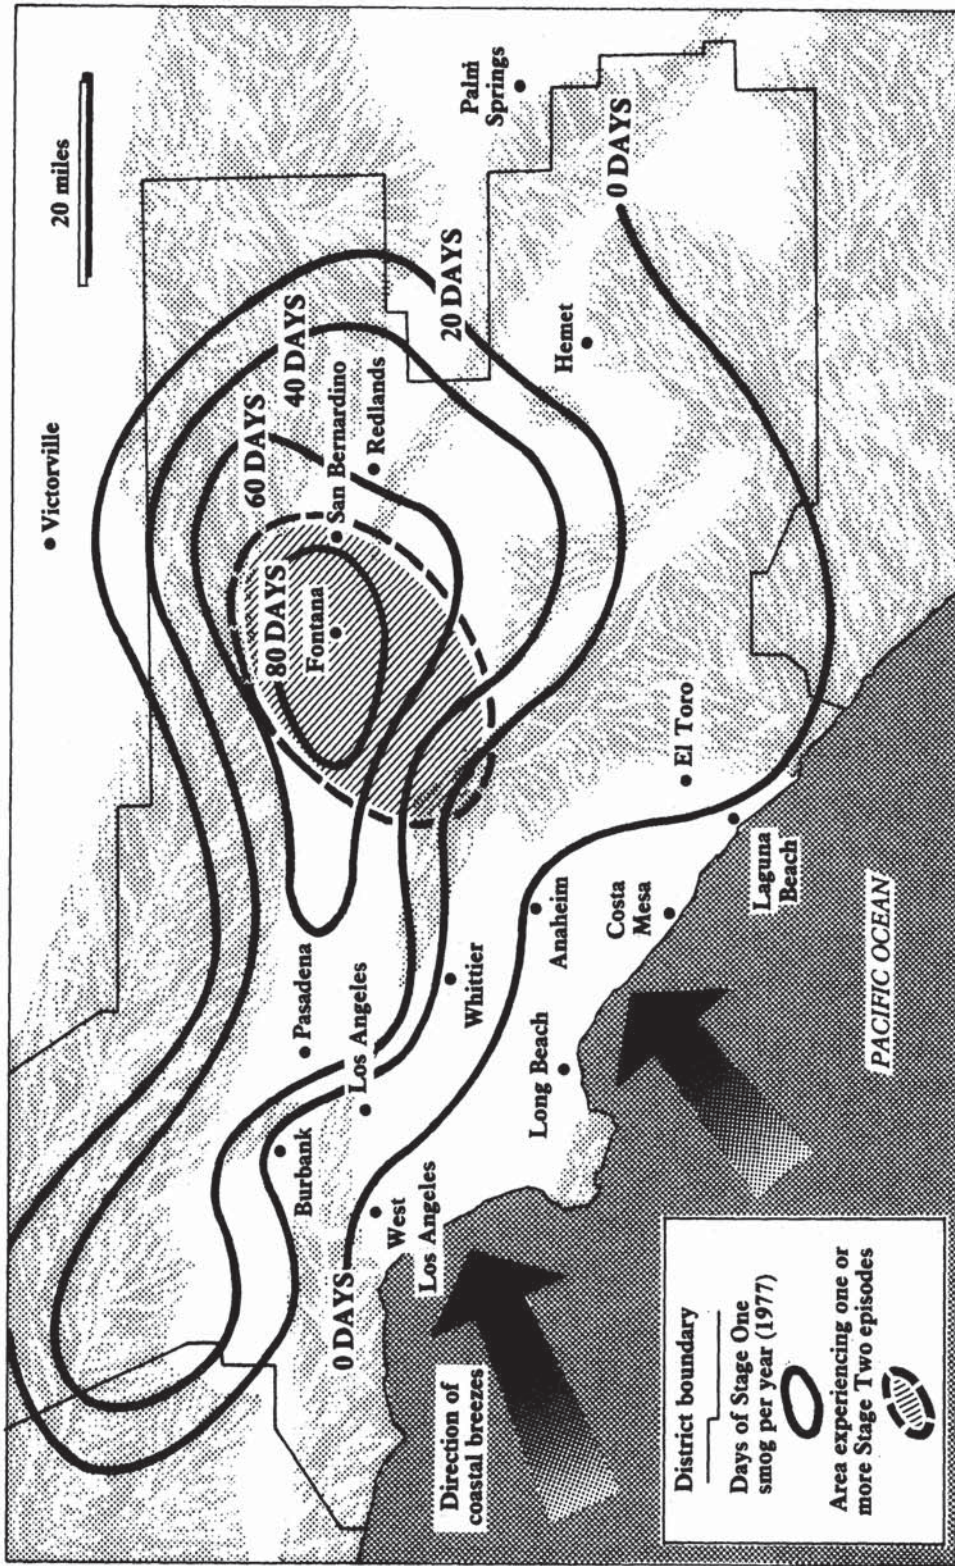 20 miles
Victorville
Palm
Springs
0 DAYS
20 DAYS
40 DAYS
60 DAYS
80 DAYS
San Bernardino
Redlands
Fontana
Hemet
Pasadena
Los Angeles
Burbank
Whittier
Anaheim
El Toro
Costa
Mesa
Laguna
Beach
Long Beach
West
Los Angeles
0 DAYS
Direction of
coastal breezes
PACIFIC OCEAN
District boundary
Days of Stage One
smog per year (1977)
Area experiencing one or
more Stage Two episodes